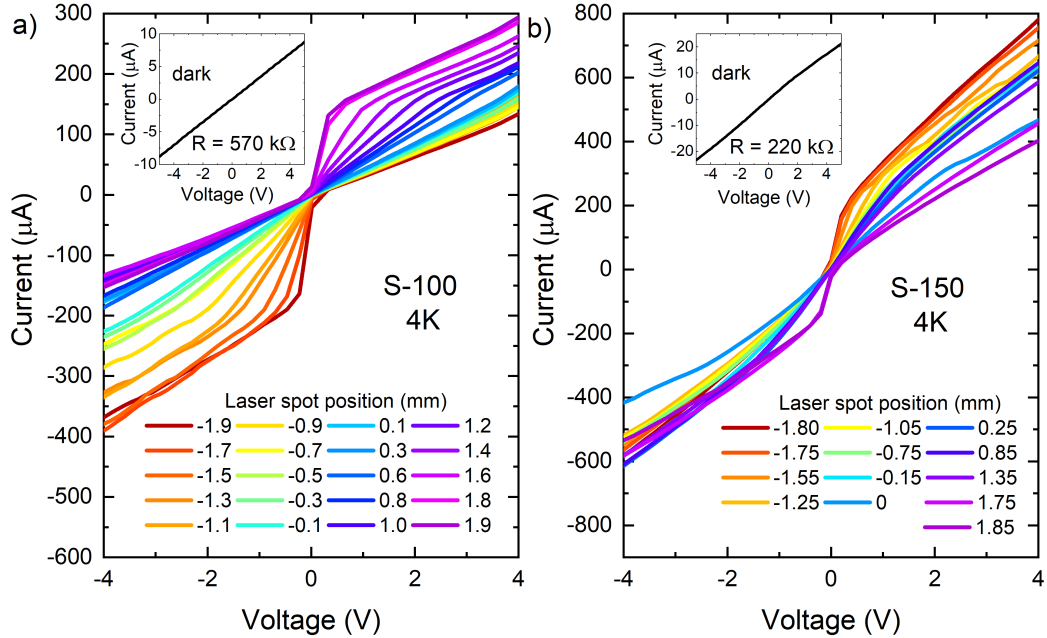 a)
300
200
100
0
-100
-200
-300
-400
-500
-600
Current (µA)
-4 -2 0 2 4
Voltage (V)
10
5
0
-5
-10
Current (µA)
dark
R = 570 kΩ
-4 -2 0 2 4
Voltage (V)
S-100
4K
Laser spot position (mm)
-1.9 -0.9 0.1 1.2
-1.7 -0.7 0.3 1.4
-1.5 -0.5 0.6 1.6
-1.3 -0.3 0.8 1.8
-1.1 -0.1 1.0 1.9
b)
800
600
400
200
0
-200
-400
-600
-800
Current (µA)
-4 -2 0 2 4
Voltage (V)
20
10
0
-10
-20
Current (µA)
dark
R = 220 kΩ
-4 -2 0 2 4
Voltage (V)
S-150
4K
Laser spot position (mm)
-1.80 -1.05 0.25
-1.75 -0.75 0.85
-1.55 -0.15 1.35
-1.25 0 1.75
1.85